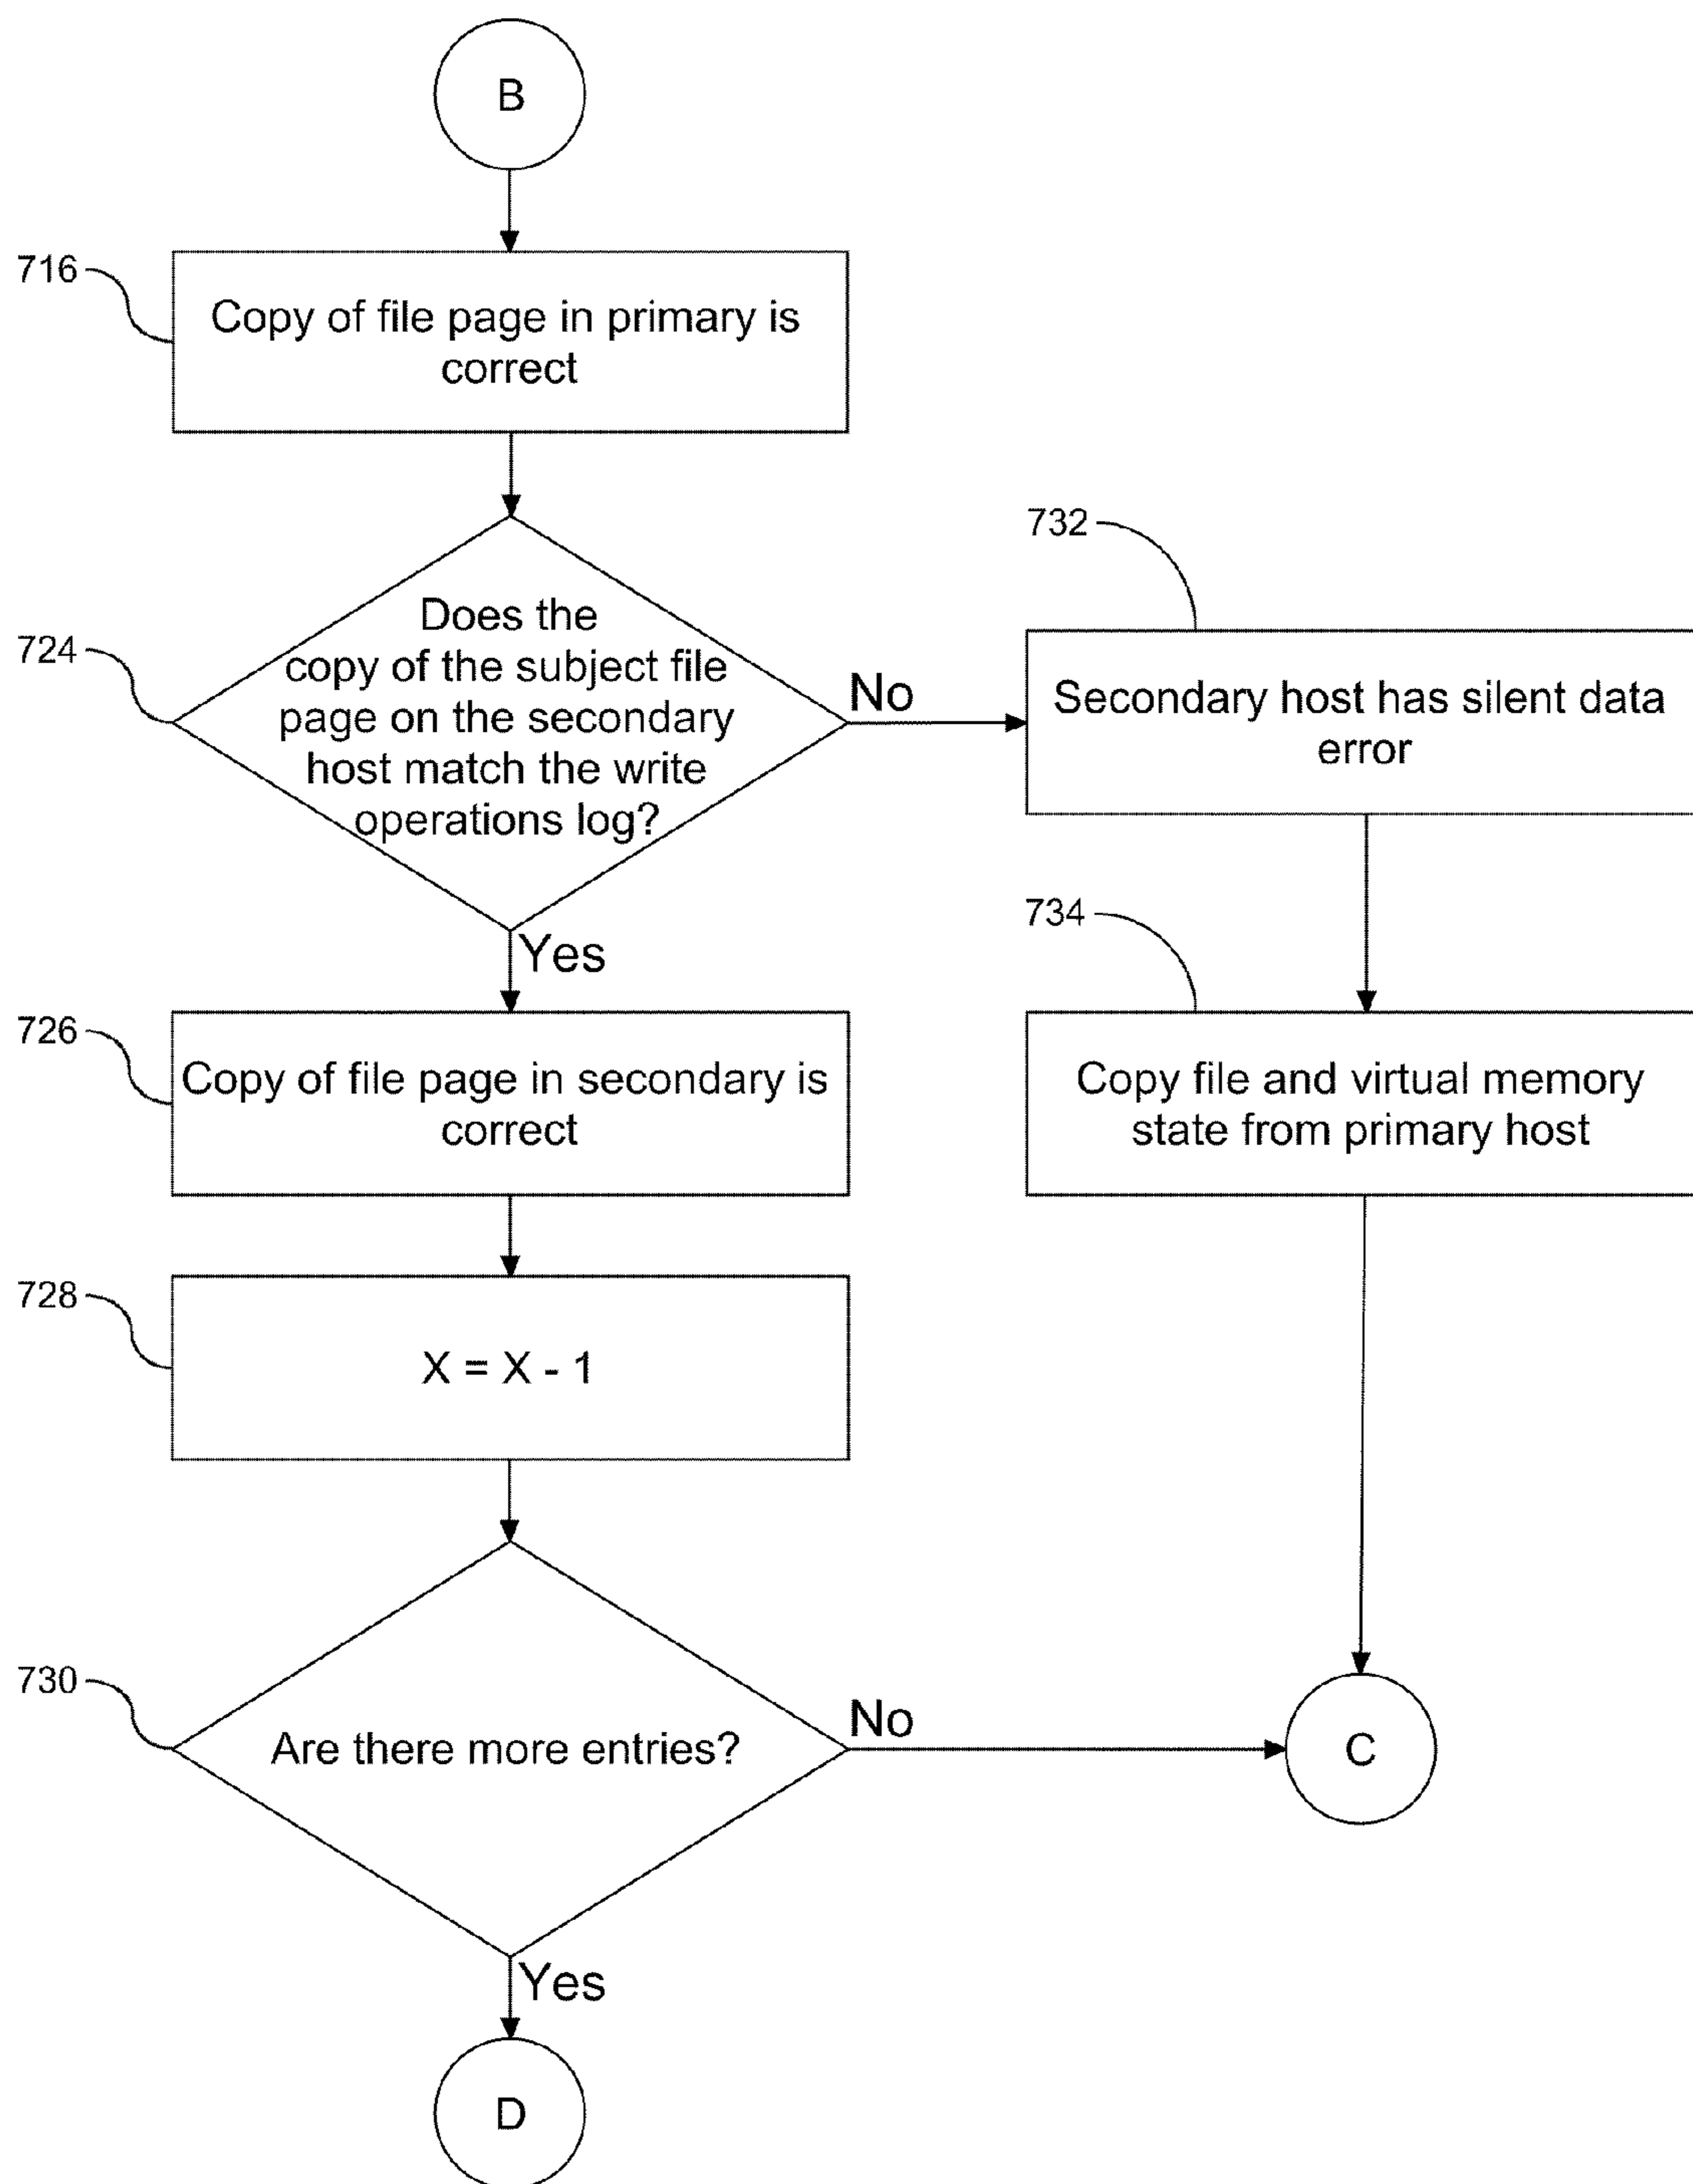 B
716
Copy of file page in primary is
correct
732
724
Does the
copy of the subject file
page on the secondary
host match the write
operations log?
No
Secondary host has silent data
error
734
Yes
726
Copy of file page in secondary is
correct
Copy file and virtual memory
state from primary host
728
X = X - 1
730
Are there more entries?
No
C
Yes
D